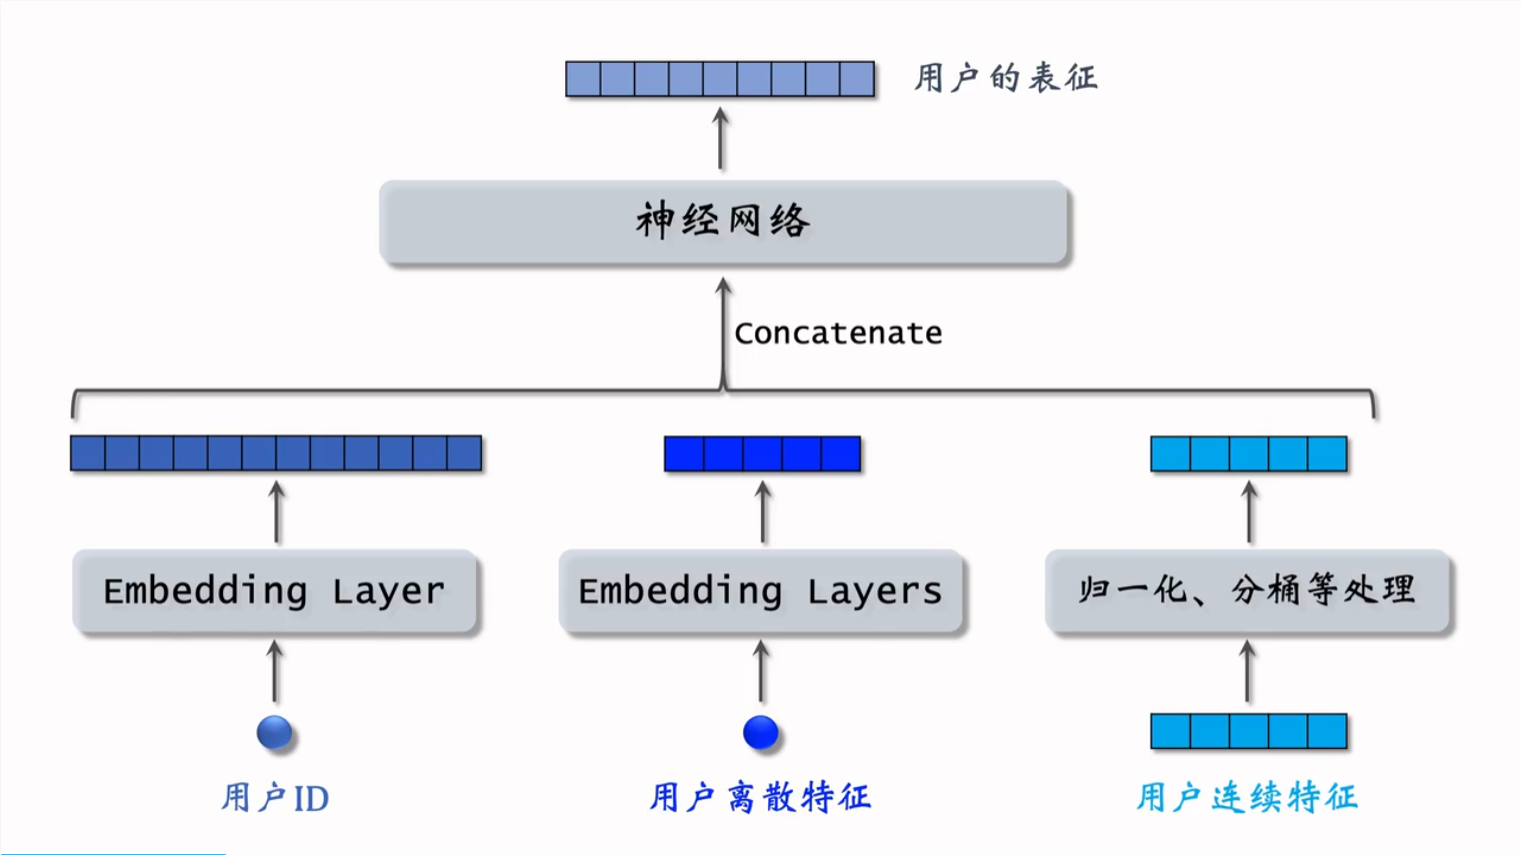 用户的表征
神经网络
Concatenate
Embedding Layer
Embedding Layers
归一化、分桶等处理
用户ID
用户离散特征
用户连续特征